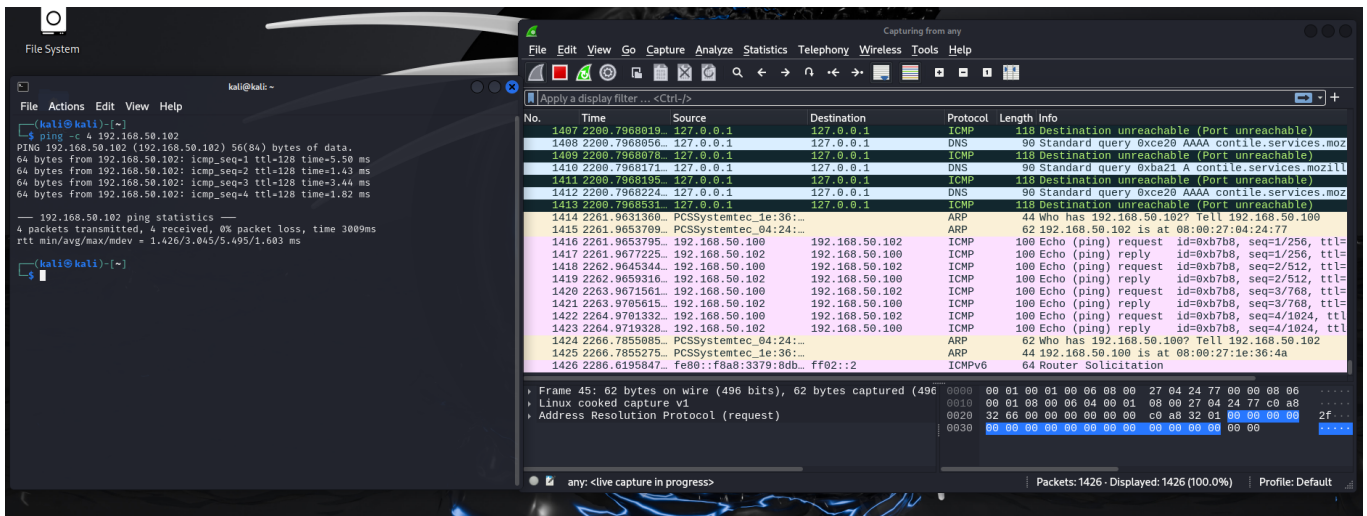 File System
kali@kali: ~
File Actions Edit View Help
┌──(kali㉿kali)-[~]
└─$ ping -c 4 192.168.50.102
PING 192.168.50.102 (192.168.50.102) 56(84) bytes of data.
64 bytes from 192.168.50.102: icmp_seq=1 ttl=128 time=5.50 ms
64 bytes from 192.168.50.102: icmp_seq=2 ttl=128 time=1.43 ms
64 bytes from 192.168.50.102: icmp_seq=3 ttl=128 time=3.44 ms
64 bytes from 192.168.50.102: icmp_seq=4 ttl=128 time=1.82 ms
--- 192.168.50.102 ping statistics ---
4 packets transmitted, 4 received, 0% packet loss, time 3009ms
rtt min/avg/max/mdev = 1.426/3.045/5.495/1.603 ms
┌──(kali㉿kali)-[~]
└─$
Capturing from any
File Edit View Go Capture Analyze Statistics Telephony Wireless Tools Help
Apply a display filter ... <Ctrl-/>
No. Time Source Destination Protocol Length Info
1407 2200.7968019… 127.0.0.1 127.0.0.1 ICMP 118 Destination unreachable (Port unreachable)
1408 2200.7968056… 127.0.0.1 127.0.0.1 DNS 90 Standard query 0xce20 AAAA contile.services.moz
1409 2200.7968078… 127.0.0.1 127.0.0.1 ICMP 118 Destination unreachable (Port unreachable)
1410 2200.7968171… 127.0.0.1 127.0.0.1 DNS 90 Standard query 0xba21 A contile.services.mozill
1411 2200.7968195… 127.0.0.1 127.0.0.1 ICMP 118 Destination unreachable (Port unreachable)
1412 2200.7968224… 127.0.0.1 127.0.0.1 DNS 90 Standard query 0xce20 AAAA contile.services.moz
1413 2200.7968531… 127.0.0.1 127.0.0.1 ICMP 118 Destination unreachable (Port unreachable)
1414 2261.9631360… PCSSystemtec_1e:36:… ARP 44 Who has 192.168.50.102? Tell 192.168.50.100
1415 2261.9653709… PCSSystemtec_04:24:… ARP 62 192.168.50.102 is at 08:00:27:04:24:77
1416 2261.9653795… 192.168.50.100 192.168.50.102 ICMP 100 Echo (ping) request id=0xb7b8, seq=1/256, ttl=
1417 2261.9677225… 192.168.50.102 192.168.50.100 ICMP 100 Echo (ping) reply id=0xb7b8, seq=1/256, ttl=
1418 2262.9645344… 192.168.50.100 192.168.50.102 ICMP 100 Echo (ping) request id=0xb7b8, seq=2/512, ttl=
1419 2262.9659316… 192.168.50.102 192.168.50.100 ICMP 100 Echo (ping) reply id=0xb7b8, seq=2/512, ttl=
1420 2263.9671561… 192.168.50.100 192.168.50.102 ICMP 100 Echo (ping) request id=0xb7b8, seq=3/768, ttl=
1421 2263.9705615… 192.168.50.102 192.168.50.100 ICMP 100 Echo (ping) reply id=0xb7b8, seq=3/768, ttl=
1422 2264.9701332… 192.168.50.100 192.168.50.102 ICMP 100 Echo (ping) request id=0xb7b8, seq=4/1024, ttl
1423 2264.9719328… 192.168.50.102 192.168.50.100 ICMP 100 Echo (ping) reply id=0xb7b8, seq=4/1024, ttl
1424 2266.7855085… PCSSystemtec_04:24:… ARP 62 Who has 192.168.50.100? Tell 192.168.50.102
1425 2266.7855275… PCSSystemtec_1e:36:… ARP 44 192.168.50.100 is at 08:00:27:1e:36:4a
1426 2286.6195847… fe80::f8a8:3379:8db… ff02::2 ICMPv6 64 Router Solicitation
Frame 45: 62 bytes on wire (496 bits), 62 bytes captured (496
Linux cooked capture v1
Address Resolution Protocol (request)
0000 00 01 00 01 00 06 08 00 27 04 24 77 00 00 08 06 ·····
0010 00 01 08 00 06 04 00 01 08 00 27 04 24 77 c0 a8 ·····
0020 32 66 00 00 00 00 00 00 c0 a8 32 01 00 00 00 00 2f···
0030 00 00 00 00 00 00 00 00 00 00 00 00 00 00 ·····
any: <live capture in progress>
Packets: 1426 · Displayed: 1426 (100.0%)
Profile: Default